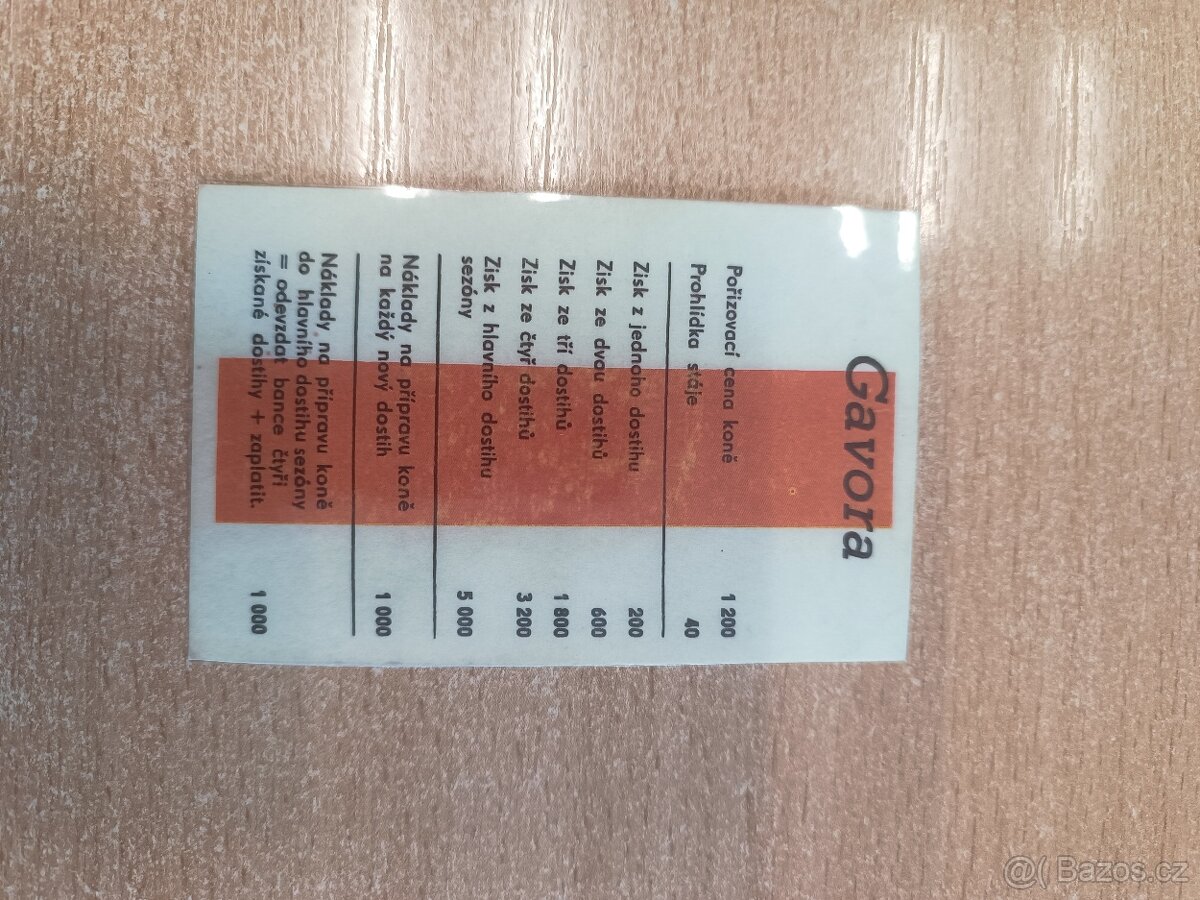 Gavora
Pořizovací cena koně 1 200
Prohlídka stáje 40
Zisk z jednoho dostihu 200
Zisk ze dvou dostihů 600
Zisk ze tří dostihů 1 800
Zisk ze čtyř dostihů 3 200
Zisk z hlavního dostihu
sezóny 5 000
Náklady na přípravu koně
na každý nový dostih 1 000
Náklady na přípravu koně
do hlavního dostihu sezóny
= odevzdat bance čtyři
získané dostihy + zaplatit. 1 000
@( Bazos.cz